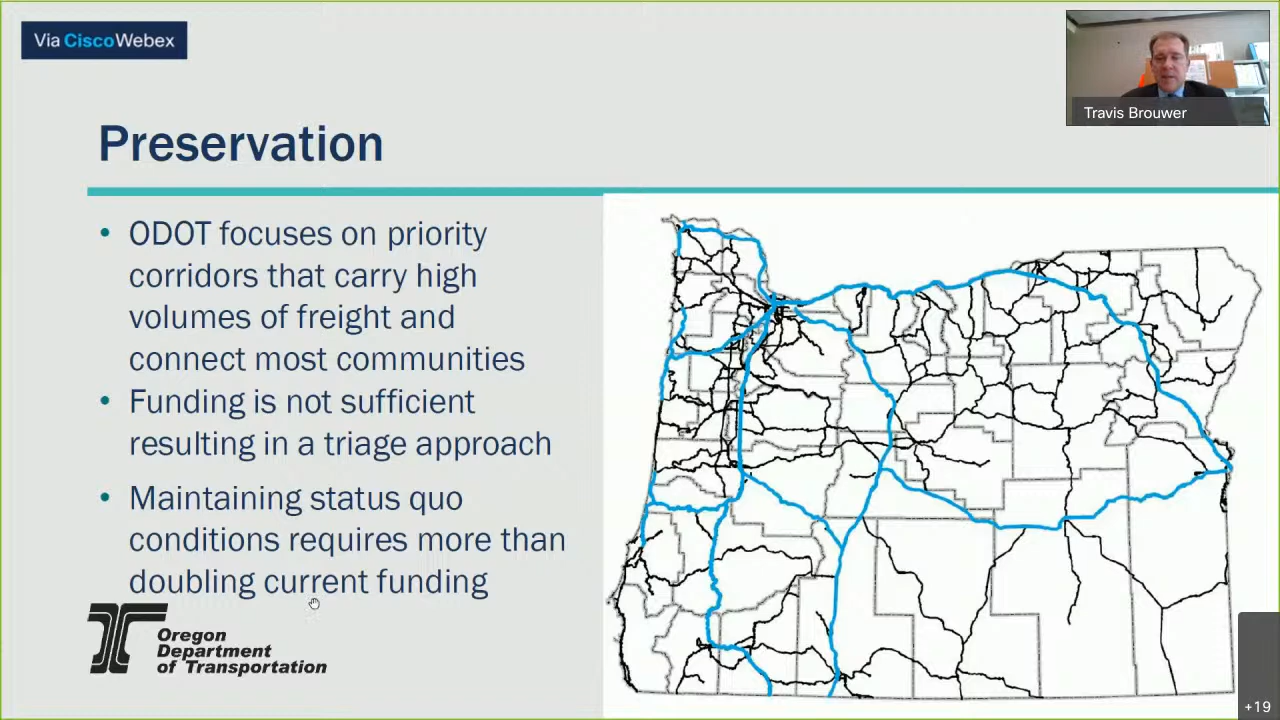 Via CiscoWebex
Travis Brouwer
Preservation
• ODOT focuses on priority
corridors that carry high
volumes of freight and
connect most communities
• Funding is not sufficient
resulting in a triage approach
• Maintaining status quo
conditions requires more than
doubling current funding
Oregon
Department
of Transportation
+19